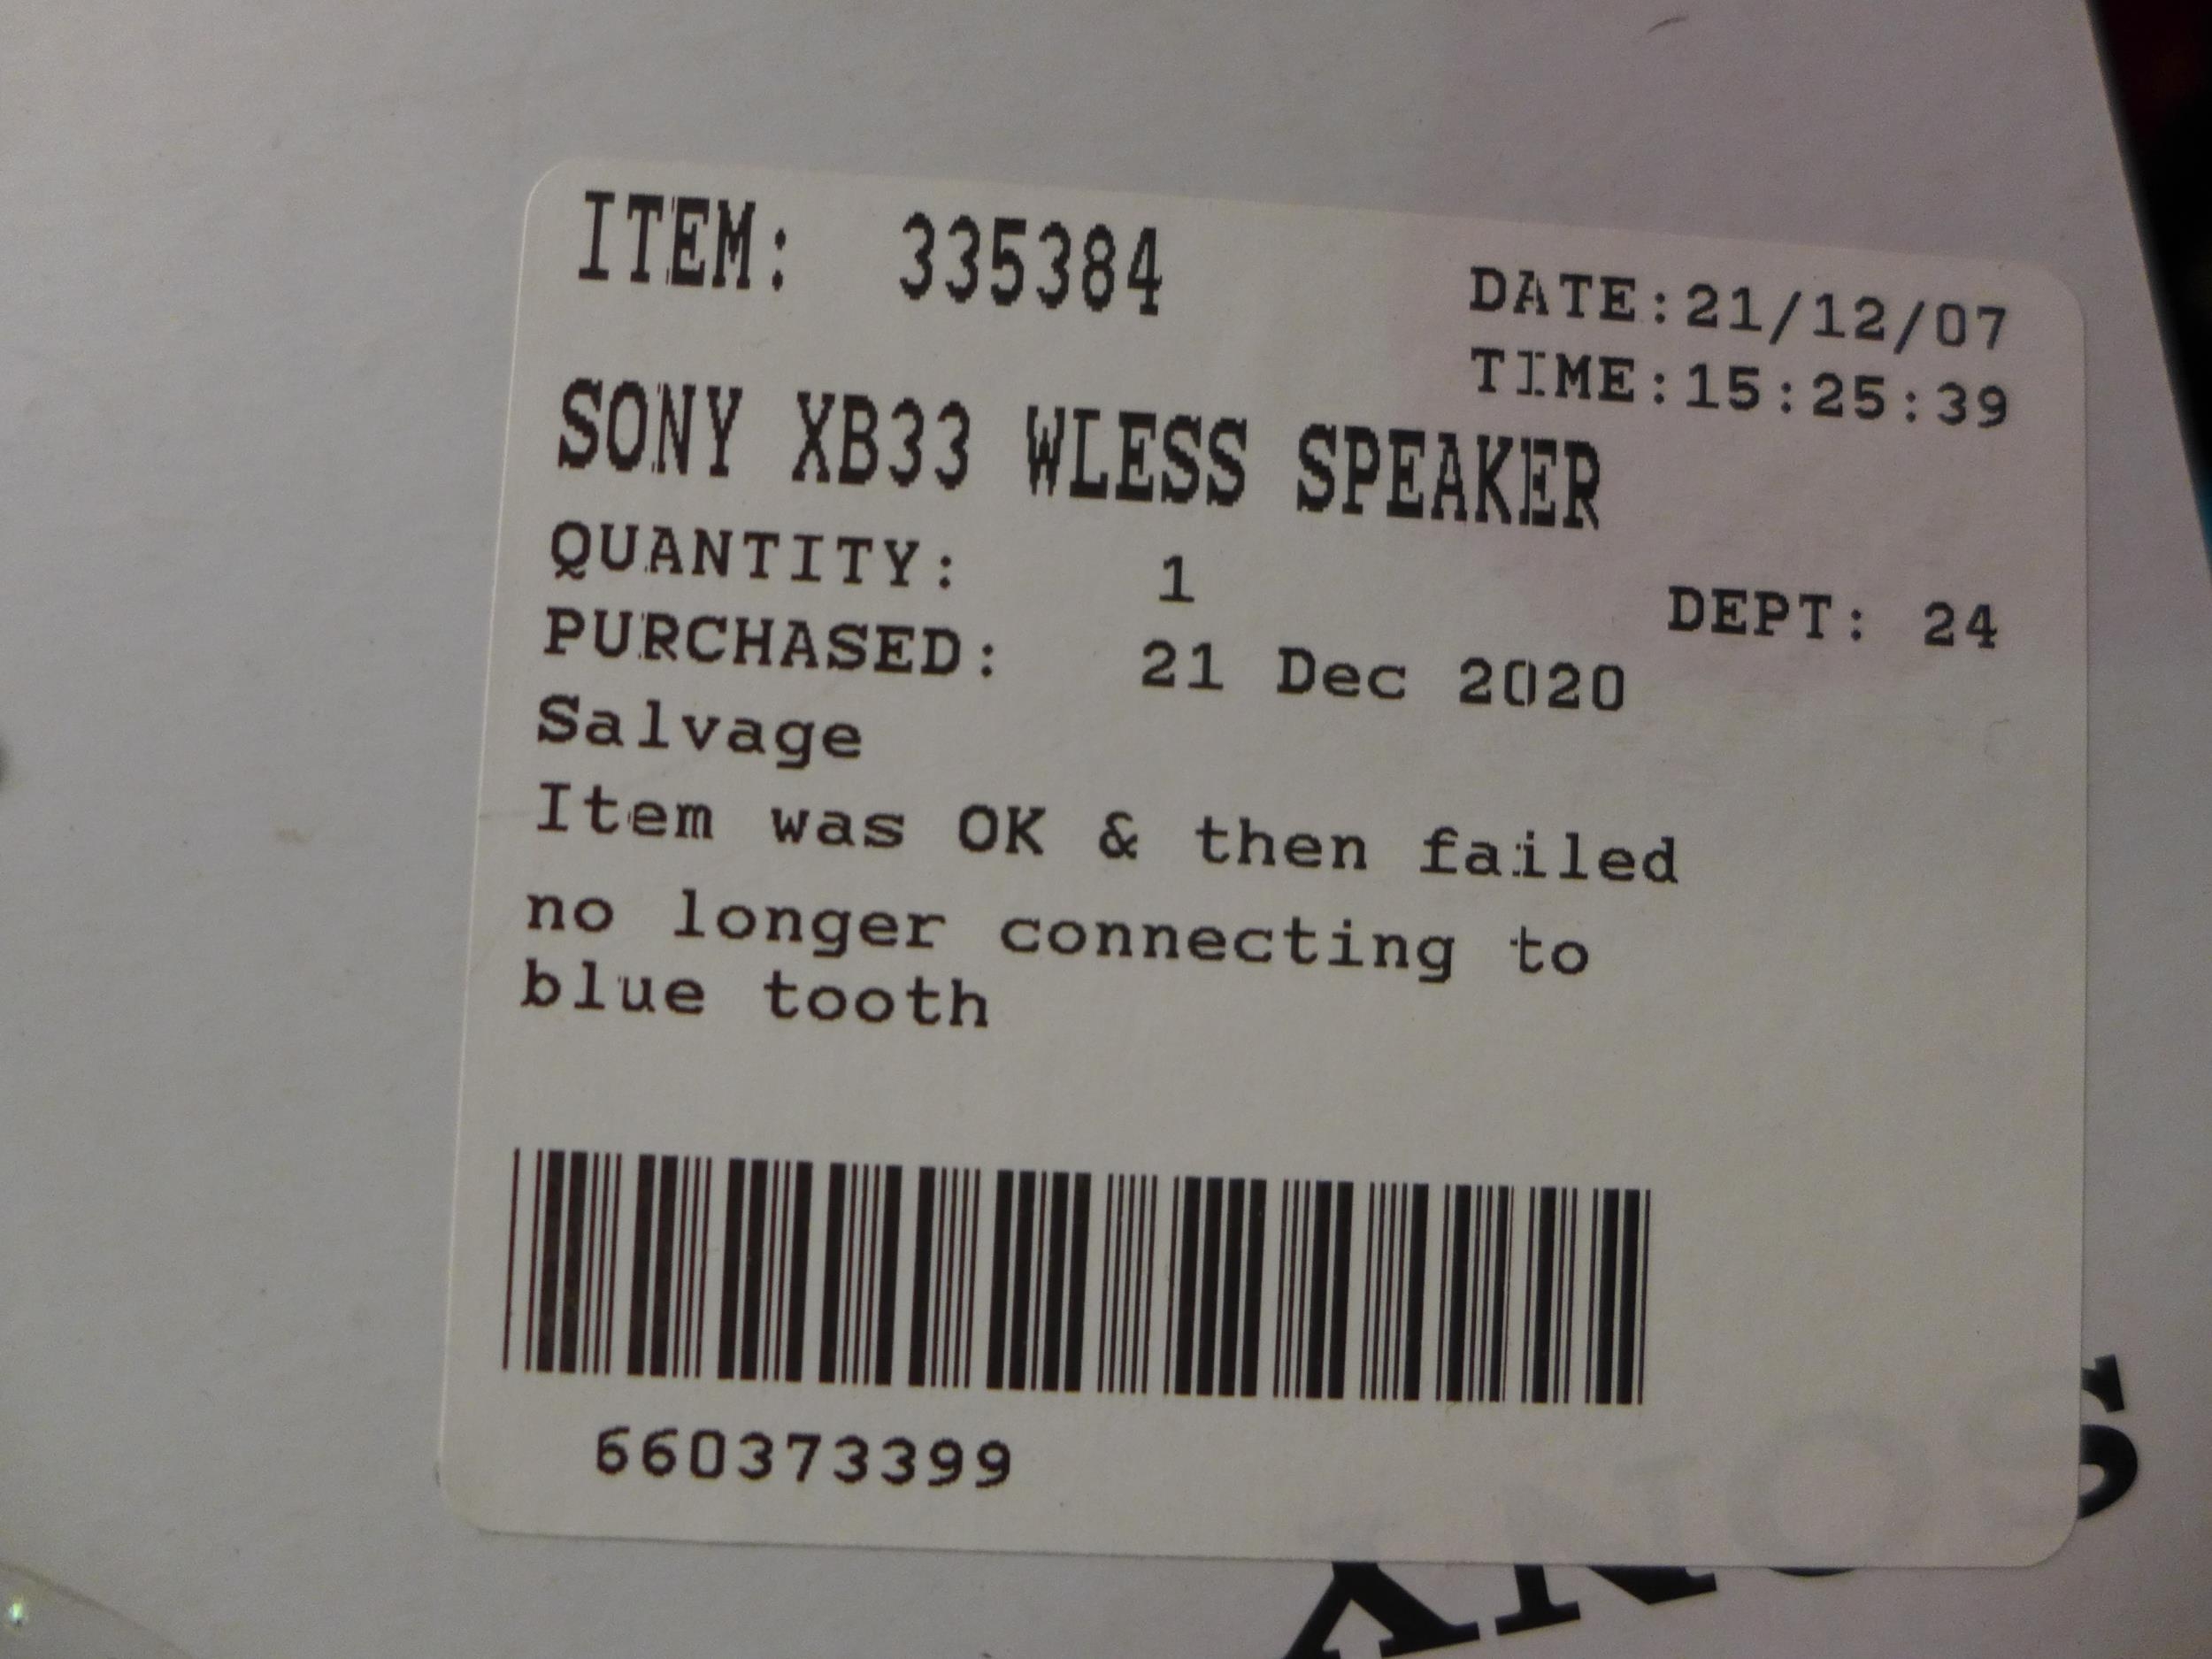 ITEM: 335384
DATE:21/12/07
TIME:15:25:39
SONY XB33 WLESS SPEAKER
QUANTITY: 1
DEPT: 24
PURCHASED: 21 Dec 2020
Salvage
Item was OK & then failed
no longer connecting to
blue tooth
660373399
SONY